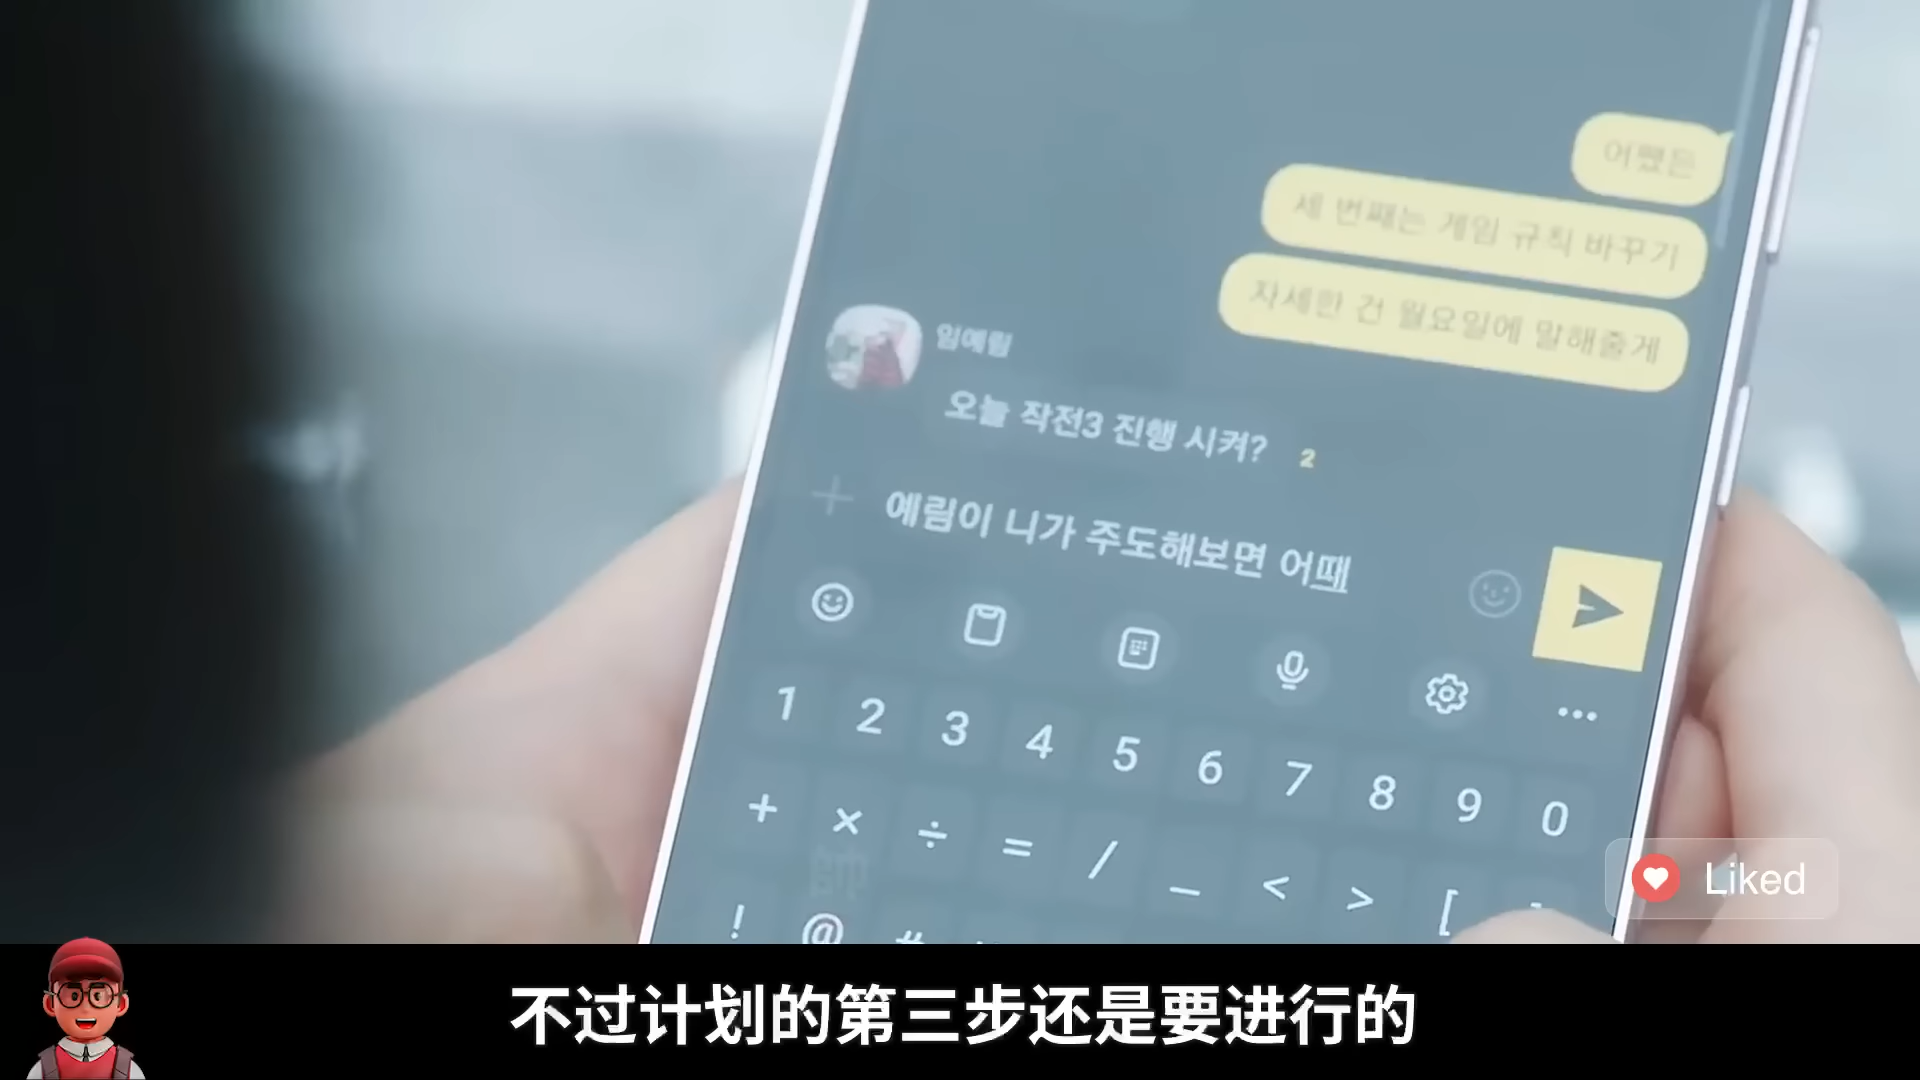 어쨌든
세 번째는 게임 규칙 바꾸기
자세한 건 월요일에 말해줄게
임예림
오늘 작전3 진행 시켜? 2
예림이 니가 주도해보면 어때
1 2 3 4 5 6 7 8 9 0
+ × ÷ = / _ < > [
! @ #
Liked
不过计划的第三步还是要进行的